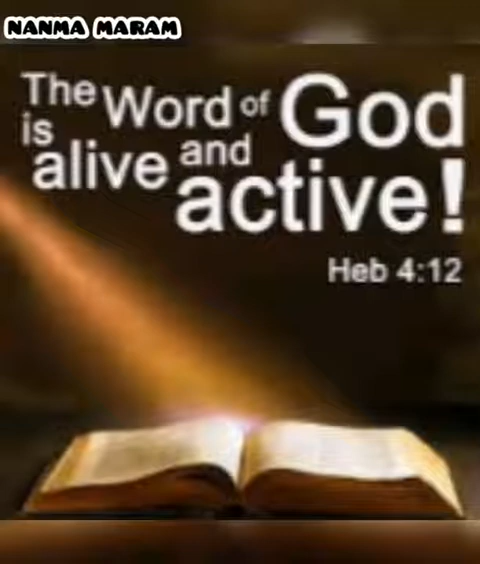 NANMA MARAM
The Word of God
is alive and active!
Heb 4:12